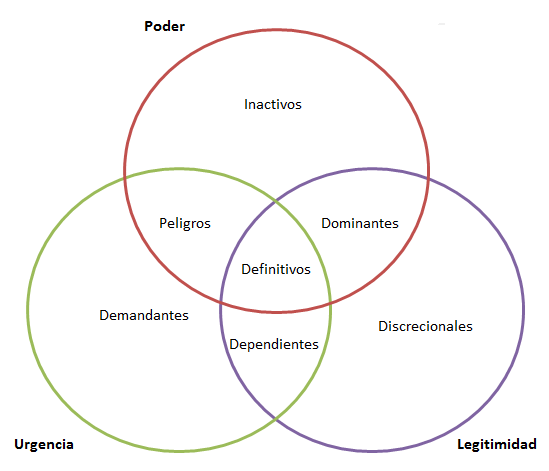 Poder
Inactivos
Peligros
Dominantes
Definitivos
Demandantes
Discrecionales
Dependientes
Urgencia
Legitimidad